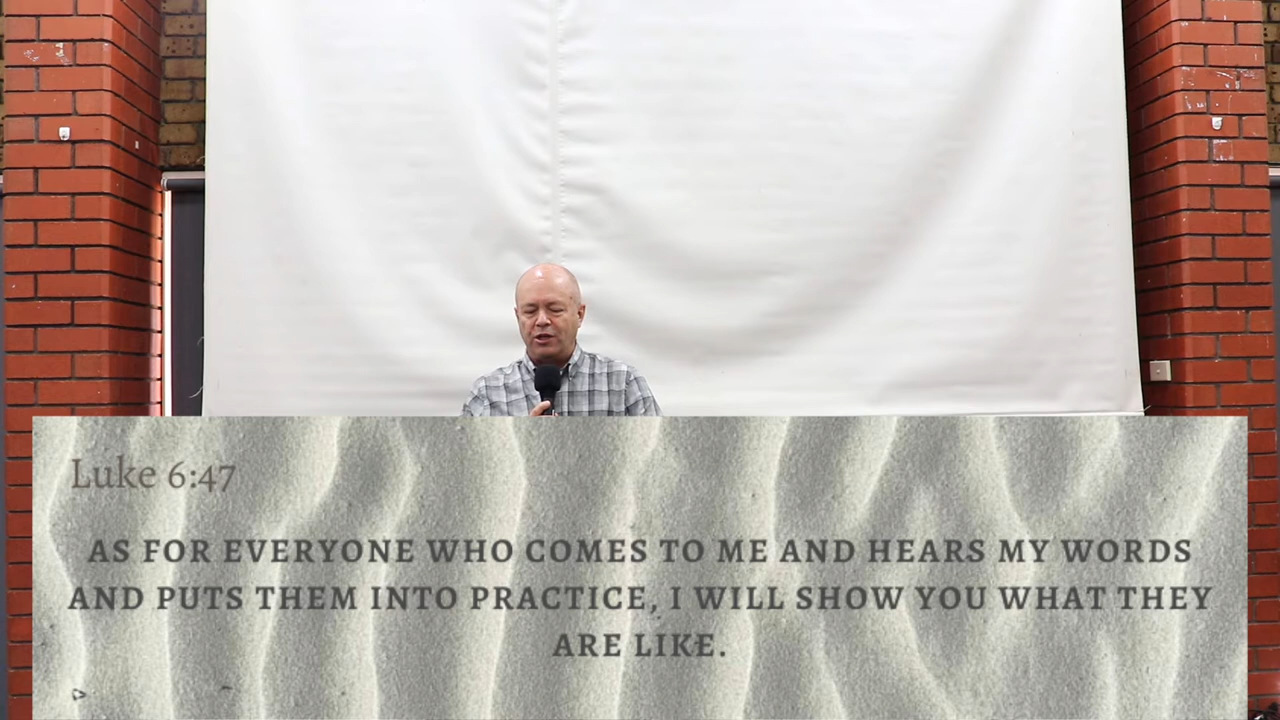 Luke 6:47
AS FOR EVERYONE WHO COMES TO ME AND HEARS MY WORDS
AND PUTS THEM INTO PRACTICE, I WILL SHOW YOU WHAT THEY
ARE LIKE.